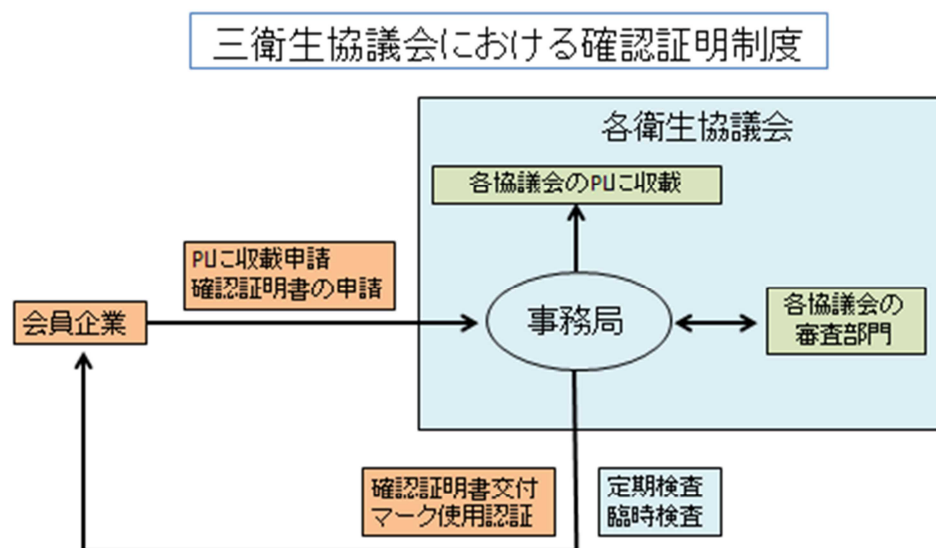 三衛生協議会における確認証明制度
各衛生協議会
各協議会のPLに収載
PLに収載申請
確認証明書の申請
会員企業
事務局
各協議会の
審査部門
確認証明書交付
マーク使用認証
定期検査
臨時検査